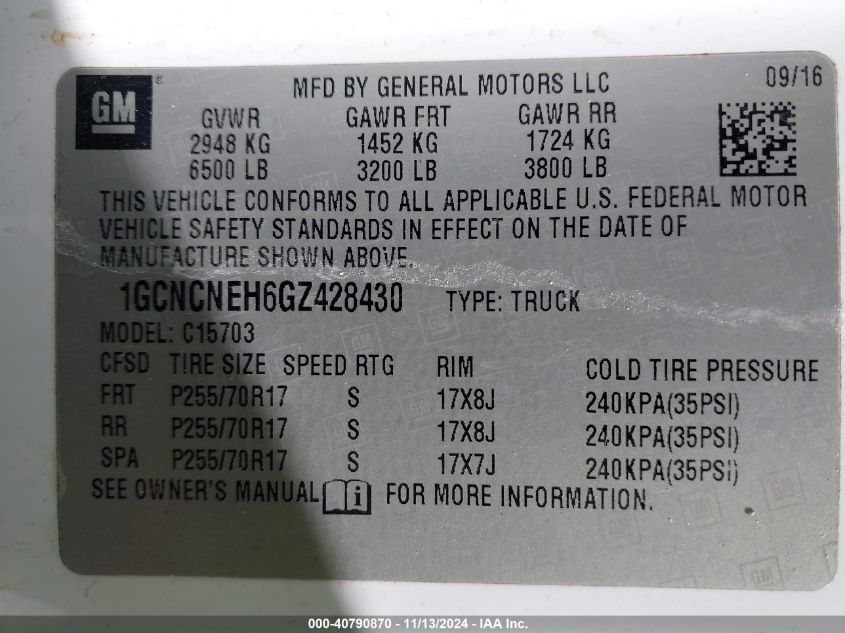 GM®
MFD BY GENERAL MOTORS LLC 09/16
GVWR GAWR FRT GAWR RR
2948 KG 1452 KG 1724 KG
6500 LB 3200 LB 3800 LB
THIS VEHICLE CONFORMS TO ALL APPLICABLE U.S. FEDERAL MOTOR
VEHICLE SAFETY STANDARDS IN EFFECT ON THE DATE OF
MANUFACTURE SHOWN ABOVE.
1GCNCNEH6GZ428430 TYPE: TRUCK
MODEL: C15703
CFSD TIRE SIZE SPEED RTG RIM COLD TIRE PRESSURE
FRT P255/70R17 S 17X8J 240KPA(35PSI)
RR P255/70R17 S 17X8J 240KPA(35PSI)
SPA P255/70R17 S 17X7J 240KPA(35PSI)
SEE OWNER'S MANUAL i FOR MORE INFORMATION.
GM
000-40790870 - 11/13/2024 - IAA Inc.